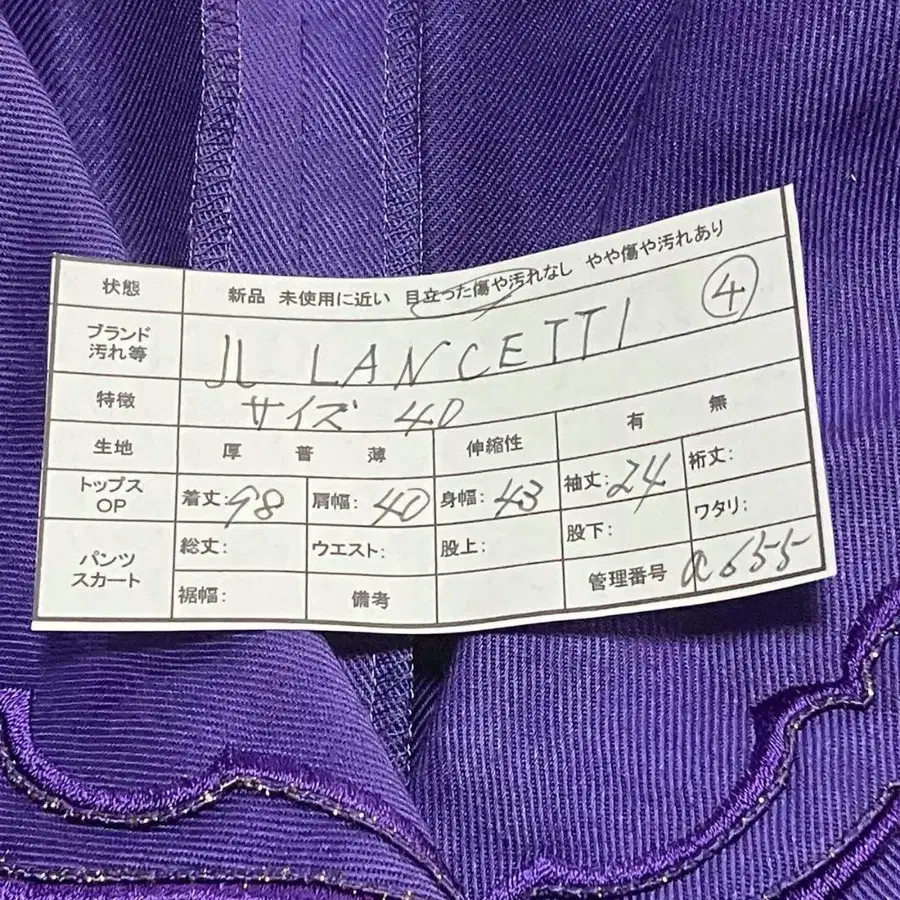 状態 新品 未使用に近い 目立った傷や汚れなし やや傷や汚れあり
ブランド 汚れ等 JL LANCETTI ④
特徴 サイズ 40
生地 厚 普 薄 伸縮性 有 無
トップス OP 着丈:98 肩幅:40 身幅:43 袖丈:24 裄丈:
パンツ スカート 総丈: ウエスト: 股上: 股下: ワタリ:
裾幅: 備考 管理番号 a655